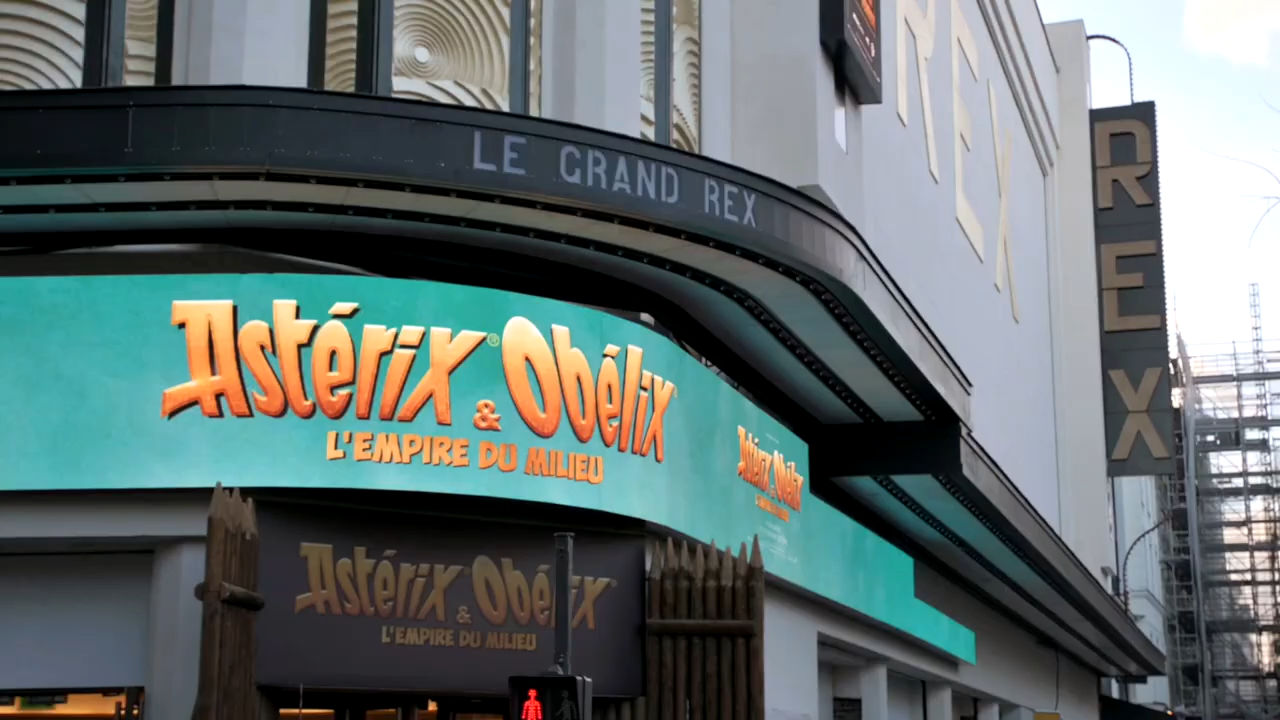 LE GRAND REX
REX
REX
Astérix® & Obélix
L'EMPIRE DU MILIEU
Astérix & Obélix
Astérix & Obélix
L'EMPIRE DU MILIEU